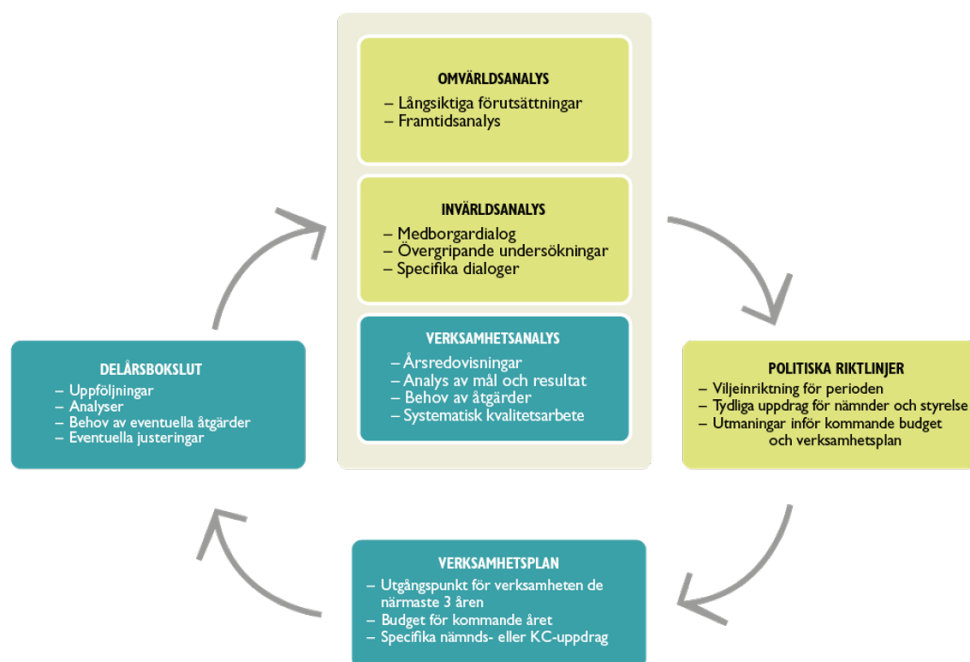 OMVÄRLDSANALYS
– Långsiktiga förutsättningar
– Framtidsanalys
INVÄRLDSANALYS
– Medborgardialog
– Övergripande undersökningar
– Specifika dialoger
VERKSAMHETSANALYS
– Årsredovisningar
– Analys av mål och resultat
– Behov av åtgärder
– Systematisk kvalitetsarbete
POLITISKA RIKTLINJER
– Viljeinriktning för perioden
– Tydliga uppdrag för nämnder och styrelse
– Utmaningar inför kommande budget
och verksamhetsplan
VERKSAMHETSPLAN
– Utgångspunkt för verksamheten de
närmaste 3 åren
– Budget för kommande året
– Specifika nämnds- eller KC-uppdrag
DELÅRSBOKSLUT
– Uppföljningar
– Analyser
– Behov av eventuella åtgärder
– Eventuella justeringar